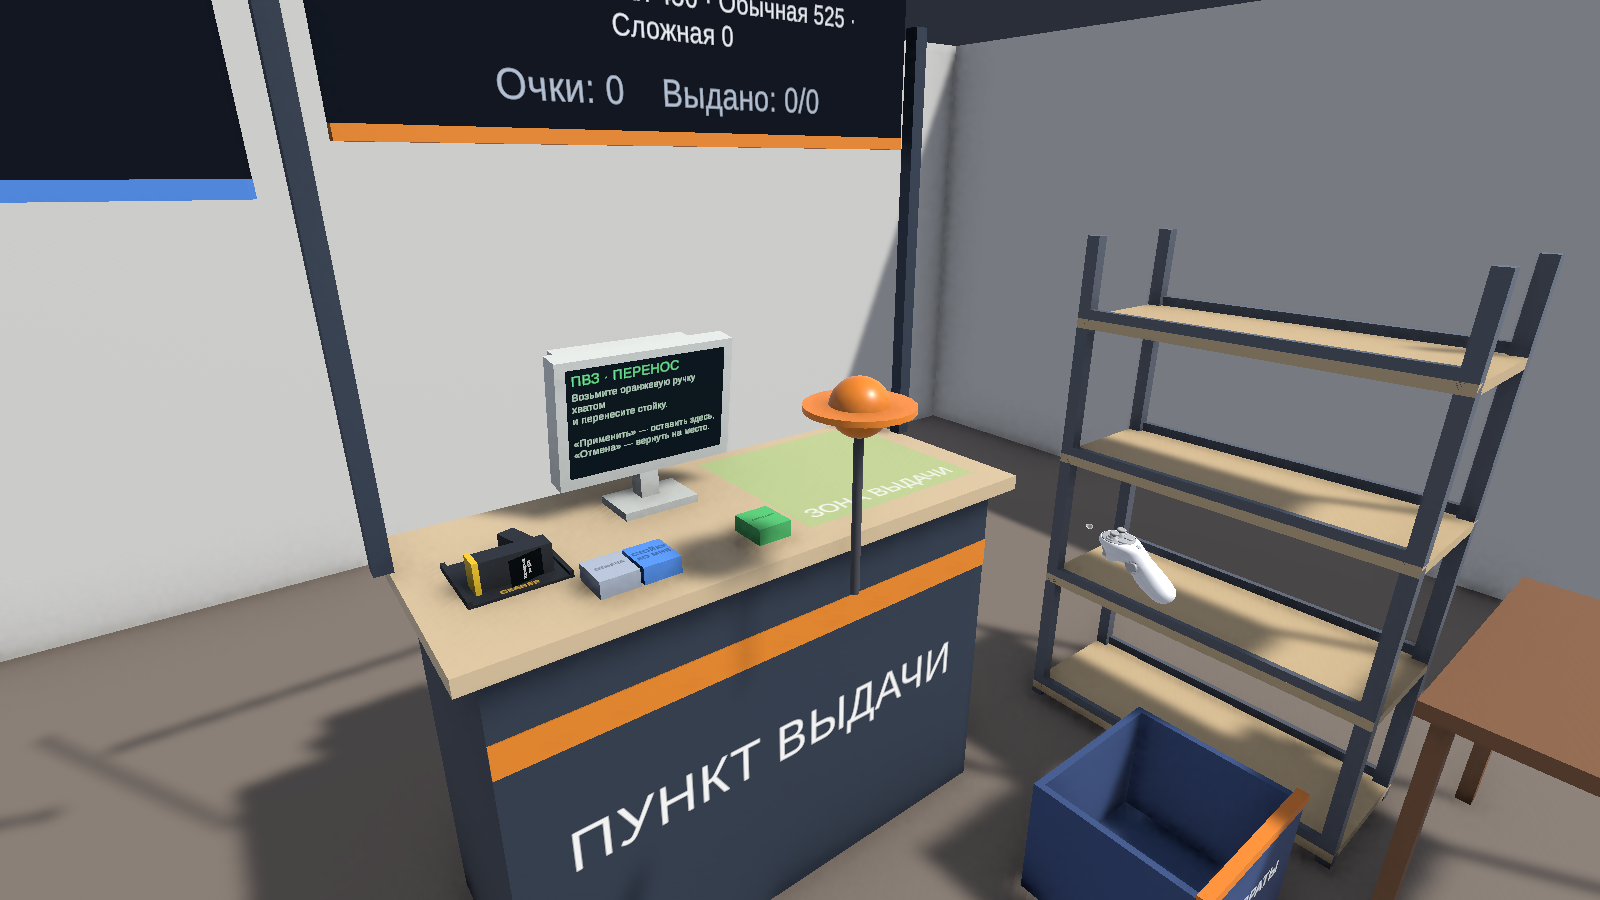 Обычная 525 ·
Сложная 0
Очки: 0 Выдано: 0/0
ПВЗ · ПЕРЕНОС
Возьмите оранжевую ручку
хватом
и перенесите стойку.
«Применить» — оставить здесь,
«Отмена» — вернуть на место.
ЗОНА ВЫДАЧИ
СКАНЕР
ПУНКТ ВЫДАЧИ